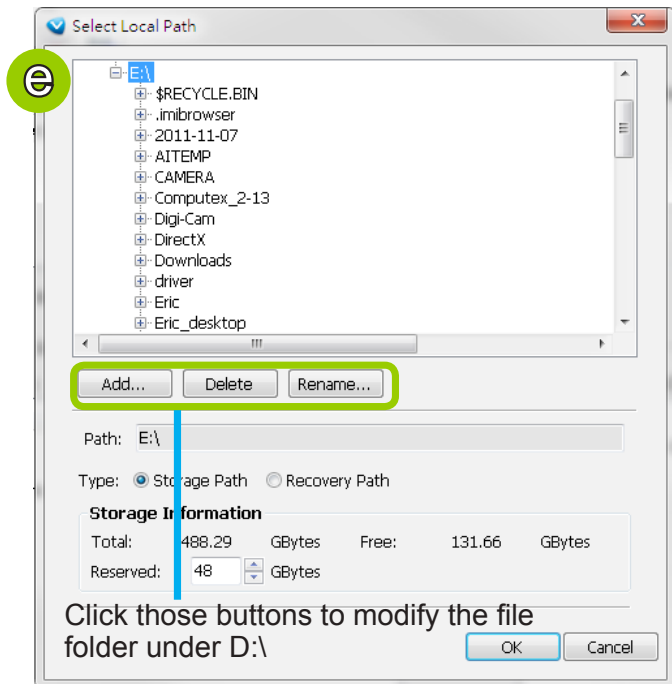 Select Local Path
e
E:\
$RECYCLE.BIN
.imibrowser
2011-11-07
AITEMP
CAMERA
Computex_2-13
Digi-Cam
DirectX
Downloads
driver
Eric
Eric_desktop
Add... Delete Rename...
Path: E:\
Type: Storage Path Recovery Path
Storage Information
Total: 488.29 GBytes Free: 131.66 GBytes
Reserved: 48 GBytes
Click those buttons to modify the file
folder under D:\
OK Cancel